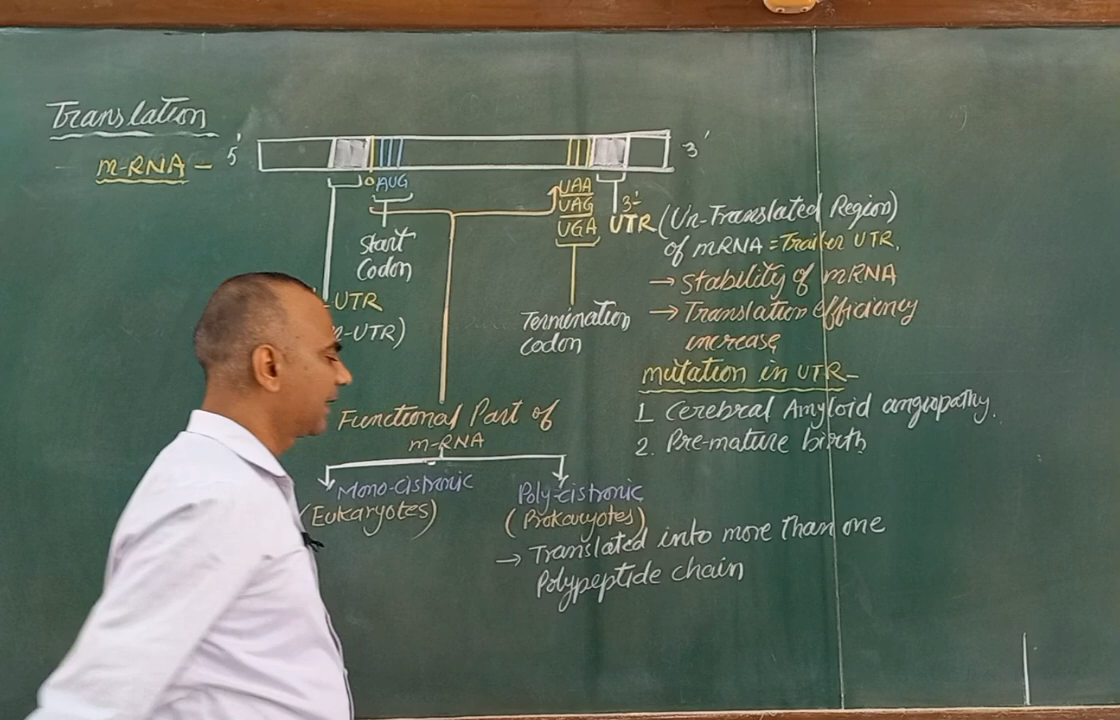 Translation
m-RNA -
5'
3'
AUG
UAA
UAG
UGA
Start
Codon
Termination
codon
3'-
UTR (Un-Translated Region)
of mRNA = Trailer UTR.
→ Stability of mRNA
→ Translation efficiency
increase
Mutation in UTR-
1. Cerebral Amyloid angiopathy.
2. Pre-mature birth
-UTR
-UTR)
Functional Part of
m-RNA
Mono-cistronic
(Eukaryotes)
Poly-cistronic
(Prokaryotes)
→ Translated into more than one
Polypeptide chain